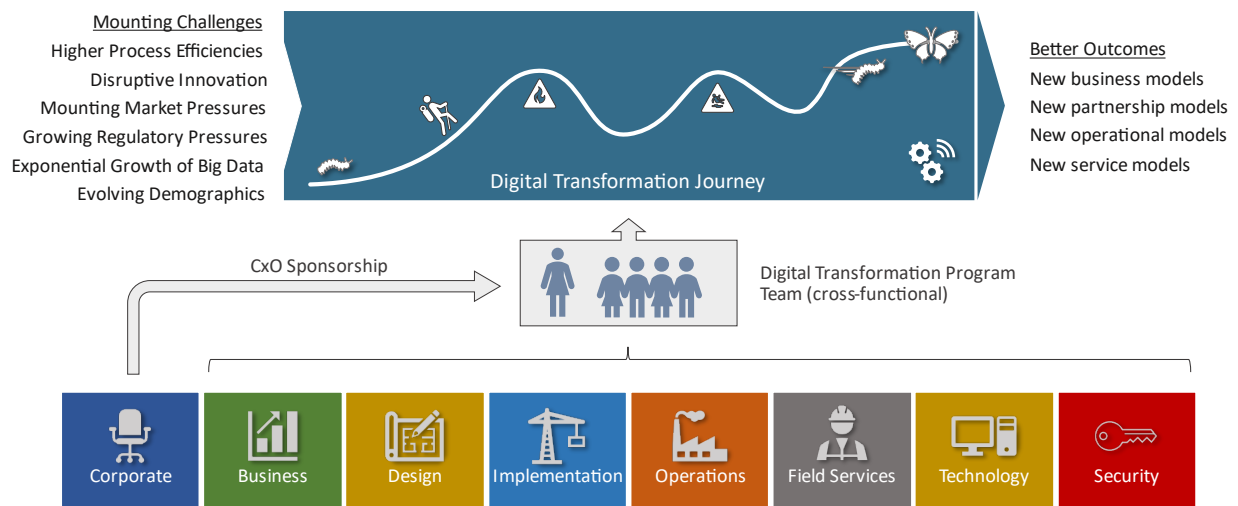 Mounting Challenges
Higher Process Efficiencies
Disruptive Innovation
Mounting Market Pressures
Growing Regulatory Pressures
Exponential Growth of Big Data
Evolving Demographics
Digital Transformation Journey
Better Outcomes
New business models
New partnership models
New operational models
New service models
CxO Sponsorship
Digital Transformation Program
Team (cross-functional)
Corporate
Business
Design
Implementation
Operations
Field Services
Technology
Security